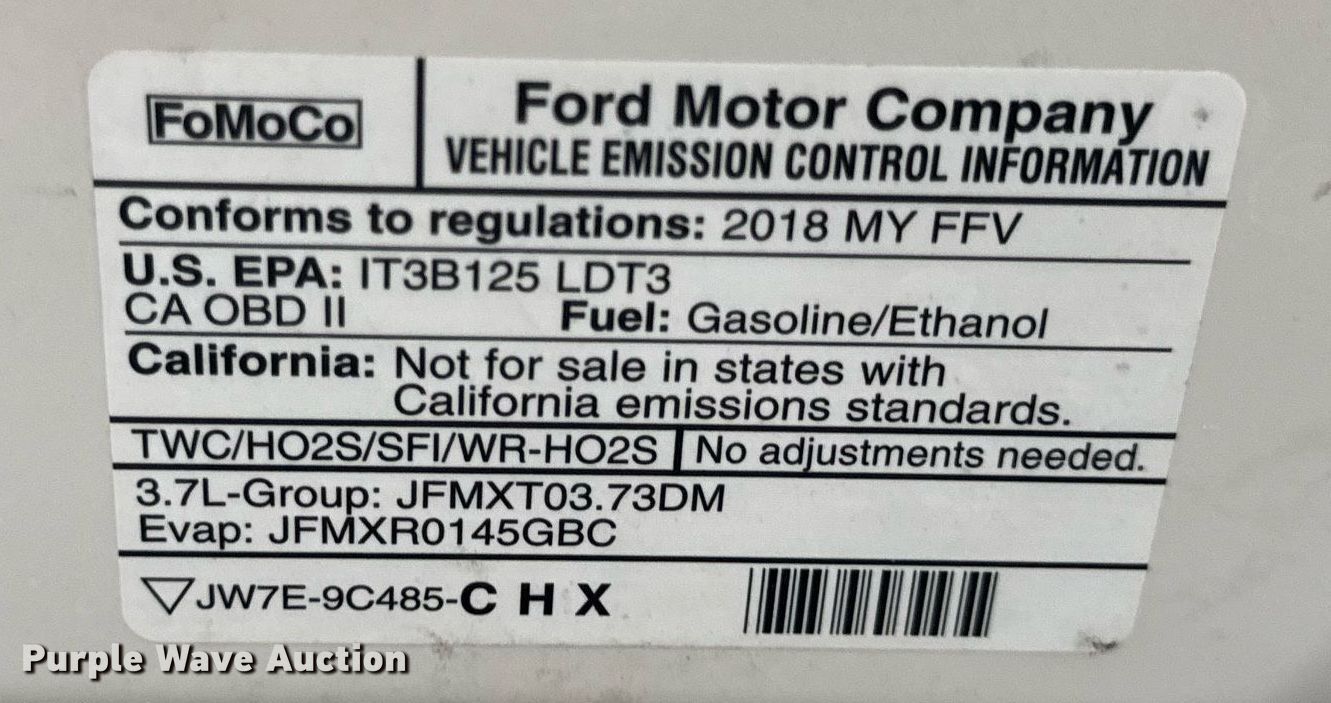 FoMoCo
Ford Motor Company
VEHICLE EMISSION CONTROL INFORMATION
Conforms to regulations: 2018 MY FFV
U.S. EPA: IT3B125 LDT3
CA OBD II Fuel: Gasoline/Ethanol
California: Not for sale in states with
California emissions standards.
TWC/HO2S/SFI/WR-HO2S No adjustments needed.
3.7L-Group: JFMXT03.73DM
Evap: JFMXR0145GBC
JW7E-9C485-C H X
Purple Wave Auction